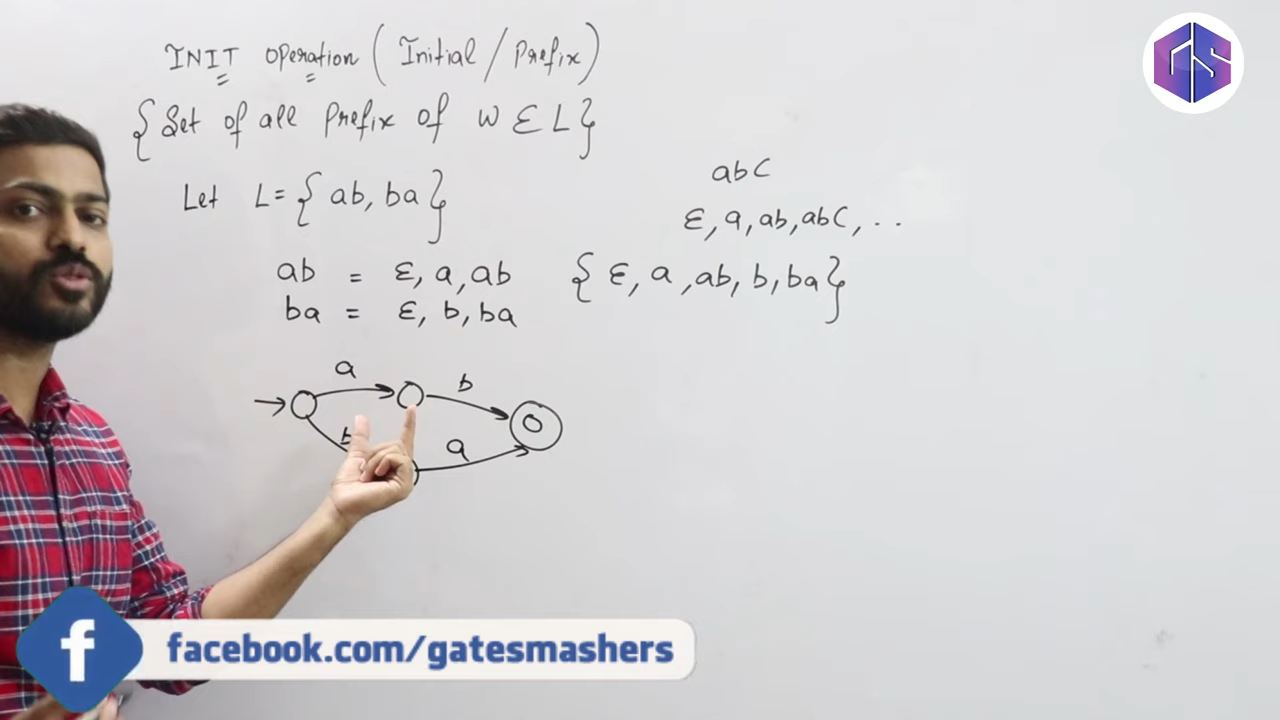 INIT operation (Initial / Prefix)
{Set of all Prefix of W ε L}
Let L = {ab, ba}
abC
ε, a, ab, abC, ..
ab = ε, a, ab {ε, a, ab, b, ba}
ba = ε, b, ba
a b
b a
GS
f facebook.com/gatesmashers